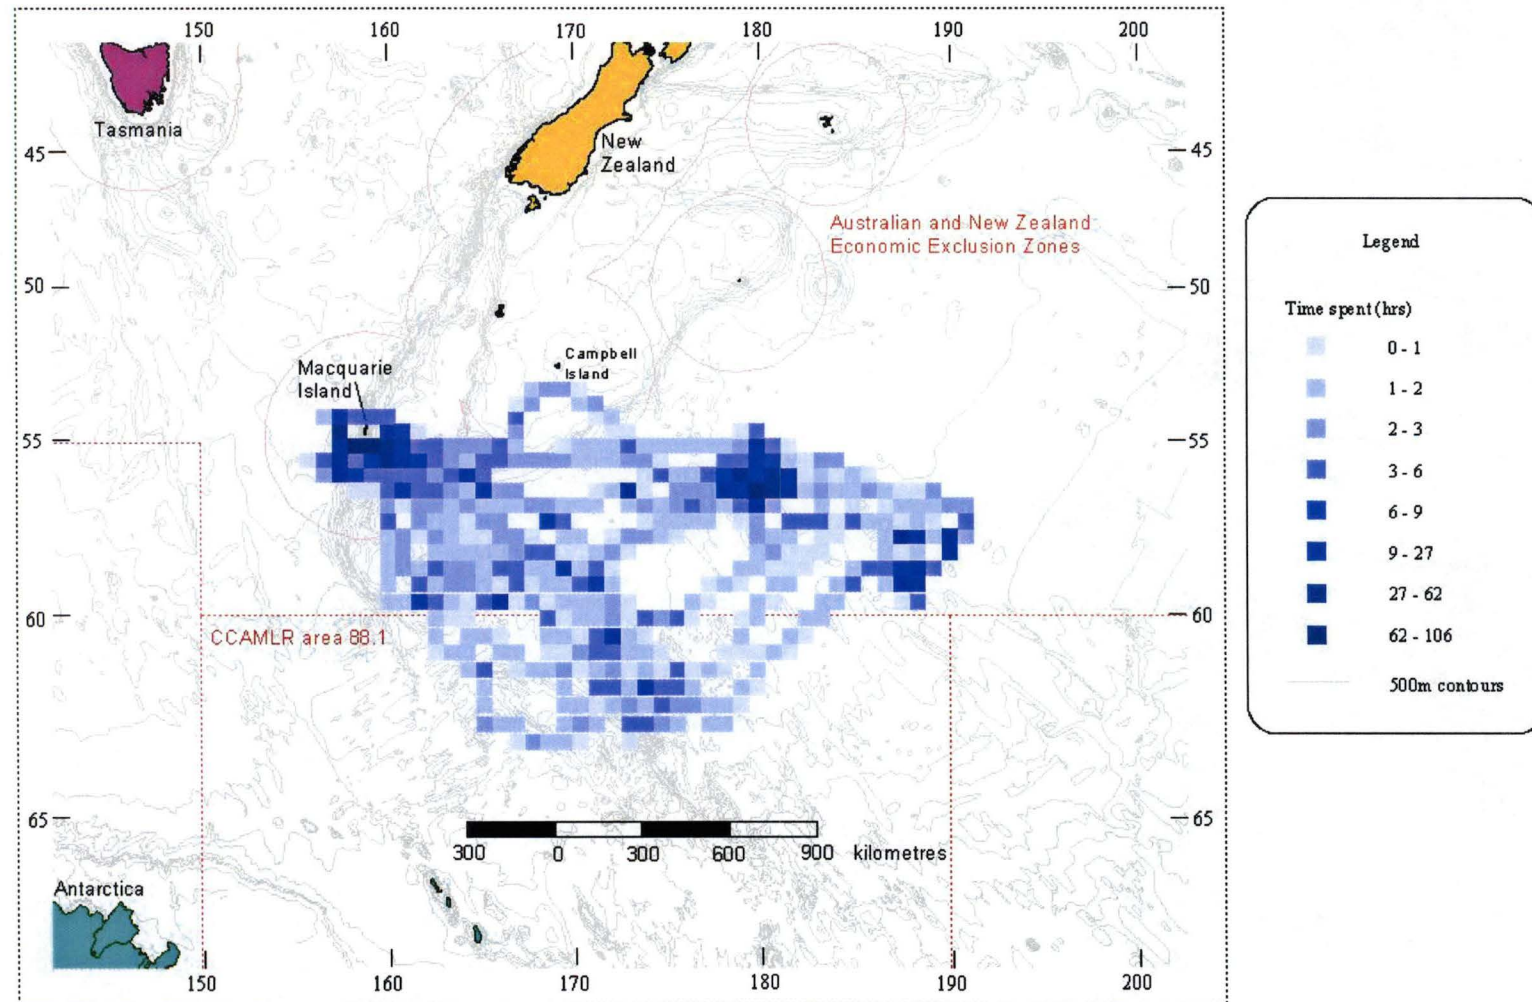 150 160 170 180 190 200
Tasmania
45
New
Zealand
45
Australian and New Zealand
Economic Exclusion Zones
50
50
Macquarie
Island
Campbell
Island
55
55
60
60
CCAMLR area 88.1
65
65
300 0 300 600 900 kilometres
Antarctica
150 160 170 180 190 200
Legend
Time spent (hrs)
0 - 1
1 - 2
2 - 3
3 - 6
6 - 9
9 - 27
27 - 62
62 - 106
500m contours